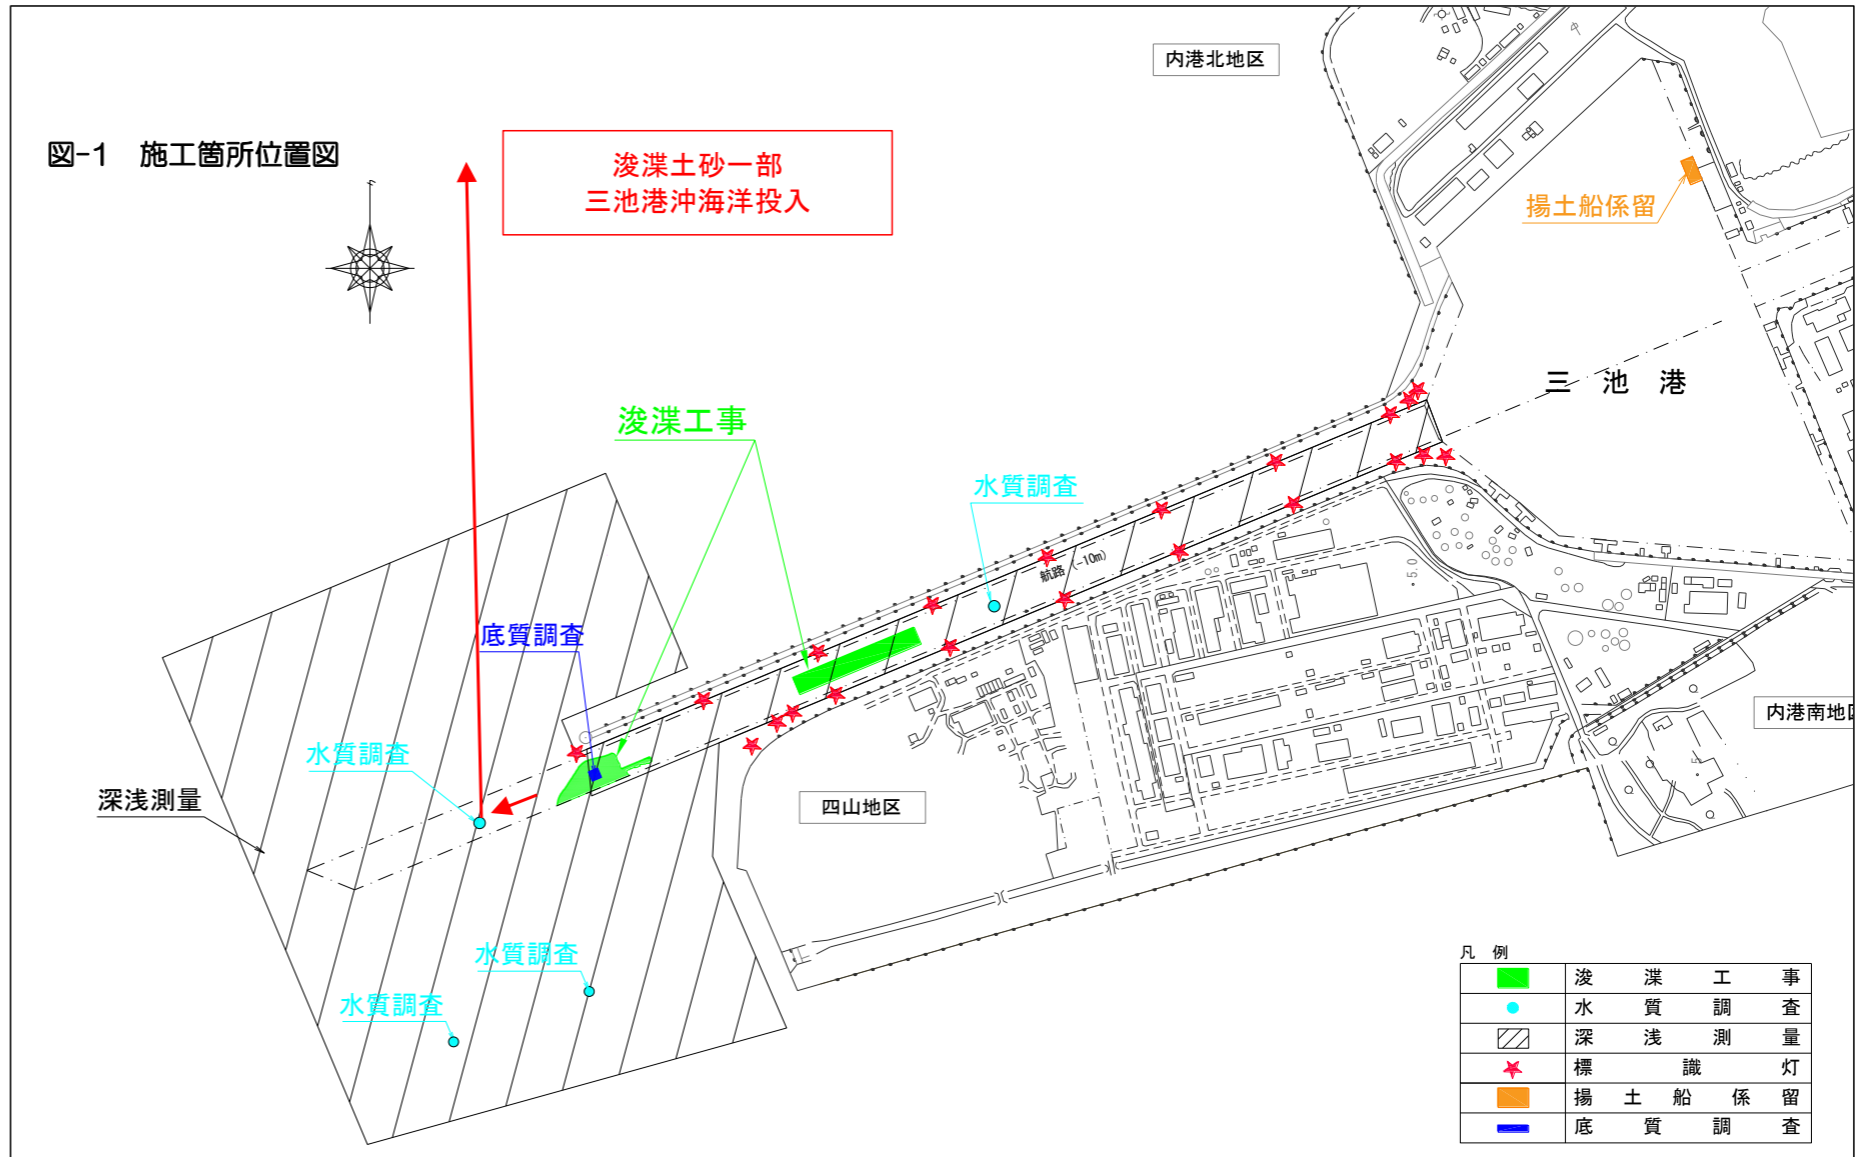 内港北地区
図-1 施工箇所位置図
浚渫土砂一部
三池港沖海洋投入
揚土船係留
三池港
浚渫工事
水質調査
航路 (-10m)
5.0
底質調査
内港南地区
水質調査
深浅測量
四山地区
水質調査
水質調査
凡例
浚渫工事
水質調査
深浅測量
標識灯
揚土船係留
底質調査